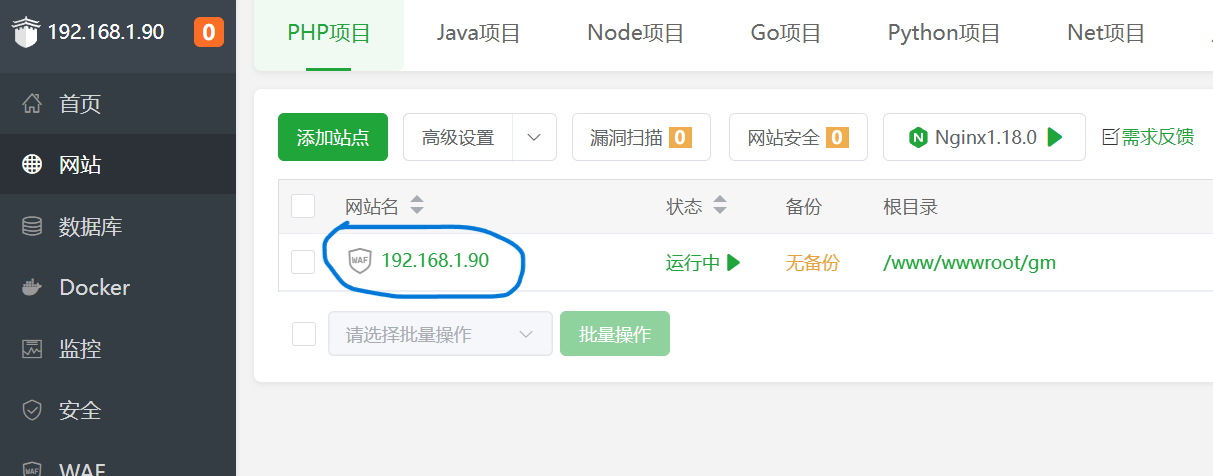 192.168.1.90 0
PHP项目 Java项目 Node项目 Go项目 Python项目 Net项目
首页
网站
数据库
Docker
监控
安全
WAF
添加站点 高级设置 漏洞扫描 0 网站安全 0 Nginx1.18.0 需求反馈
网站名 状态 备份 根目录
WAF 192.168.1.90 运行中 无备份 /www/wwwroot/gm
请选择批量操作 批量操作